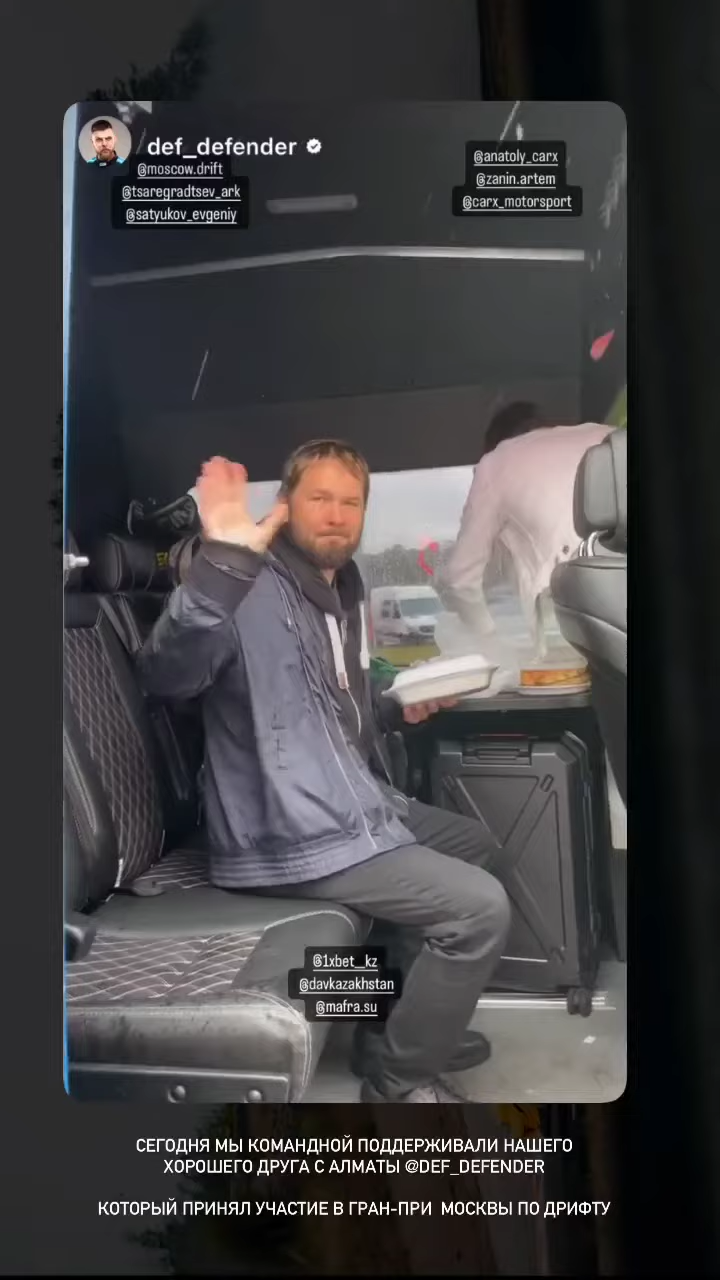 def_defender
@moscow.drift
@tsaregradtsev_ark
@satyukov_evgeniy
@anatoly_carx
@zanin.artem
@carx_motorsport
@1xbet_kz
@davkazakhstan
@mafra.su
СЕГОДНЯ МЫ КОМАНДНОЙ ПОДДЕРЖИВАЛИ НАШЕГО
ХОРОШЕГО ДРУГА С АЛМАТЫ @DEF_DEFENDER
КОТОРЫЙ ПРИНЯЛ УЧАСТИЕ В ГРАН-ПРИ МОСКВЫ ПО ДРИФТУ